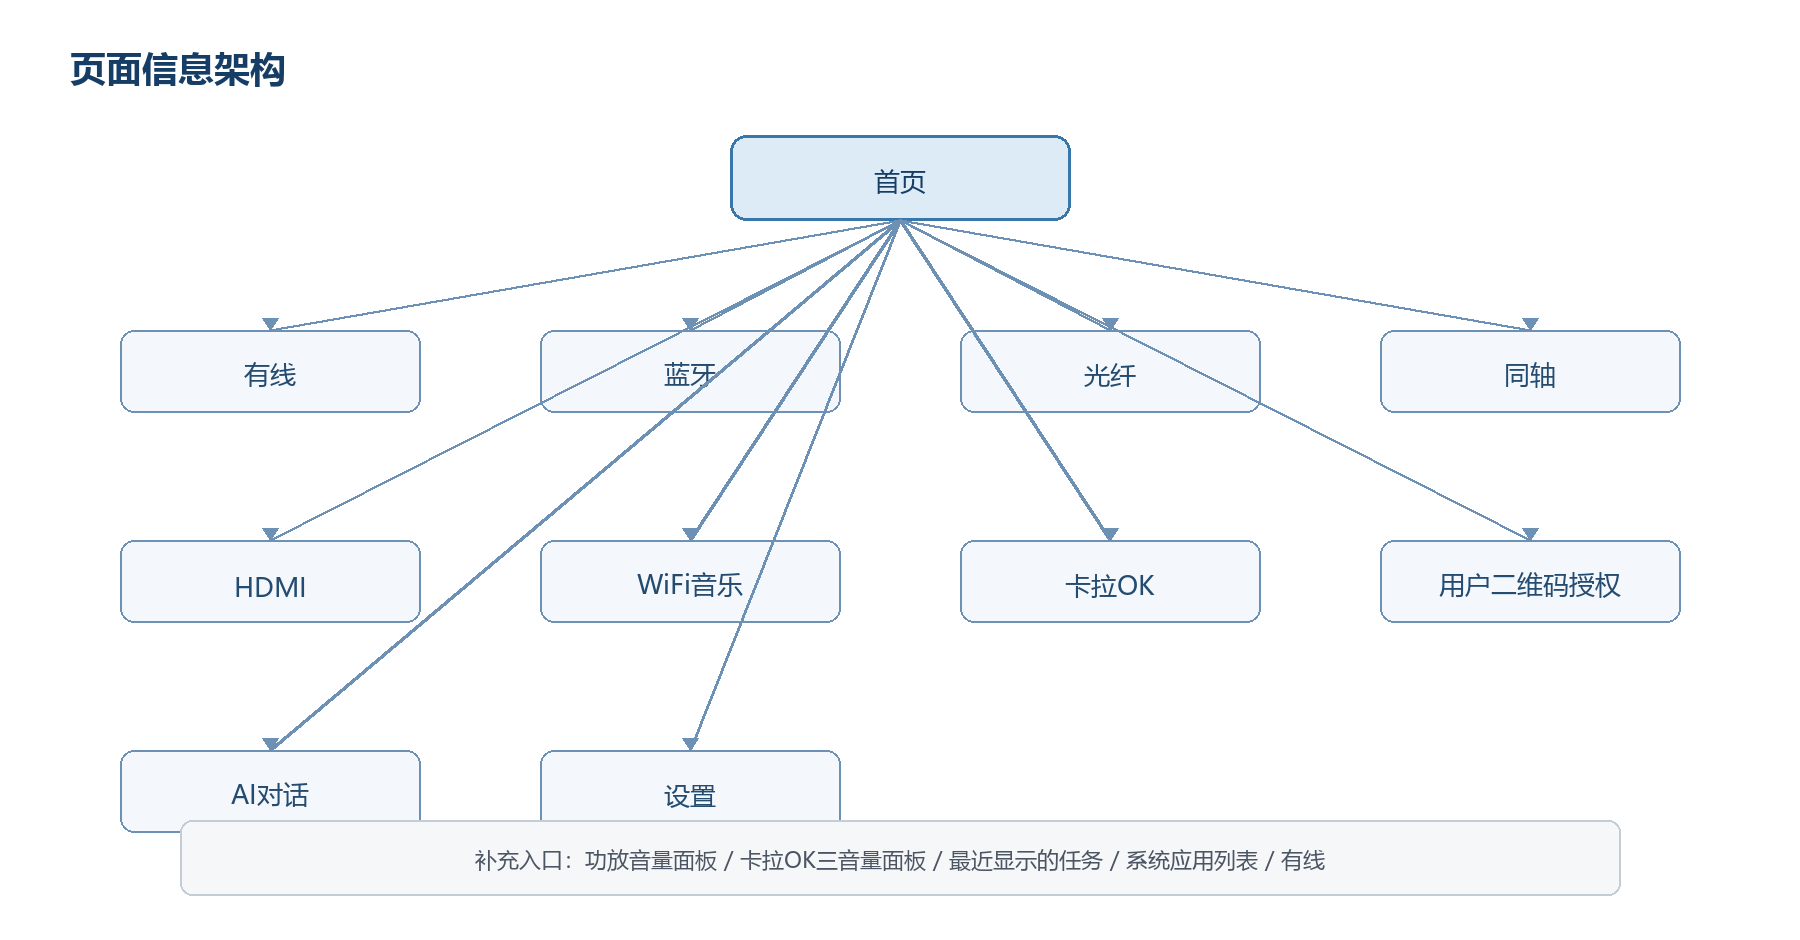 页面信息架构
首页
有线
蓝牙
光纤
同轴
HDMI
WiFi音乐
卡拉OK
用户二维码授权
AI对话
设置
补充入口：功放音量面板 / 卡拉OK三音量面板 / 最近显示的任务 / 系统应用列表 / 有线